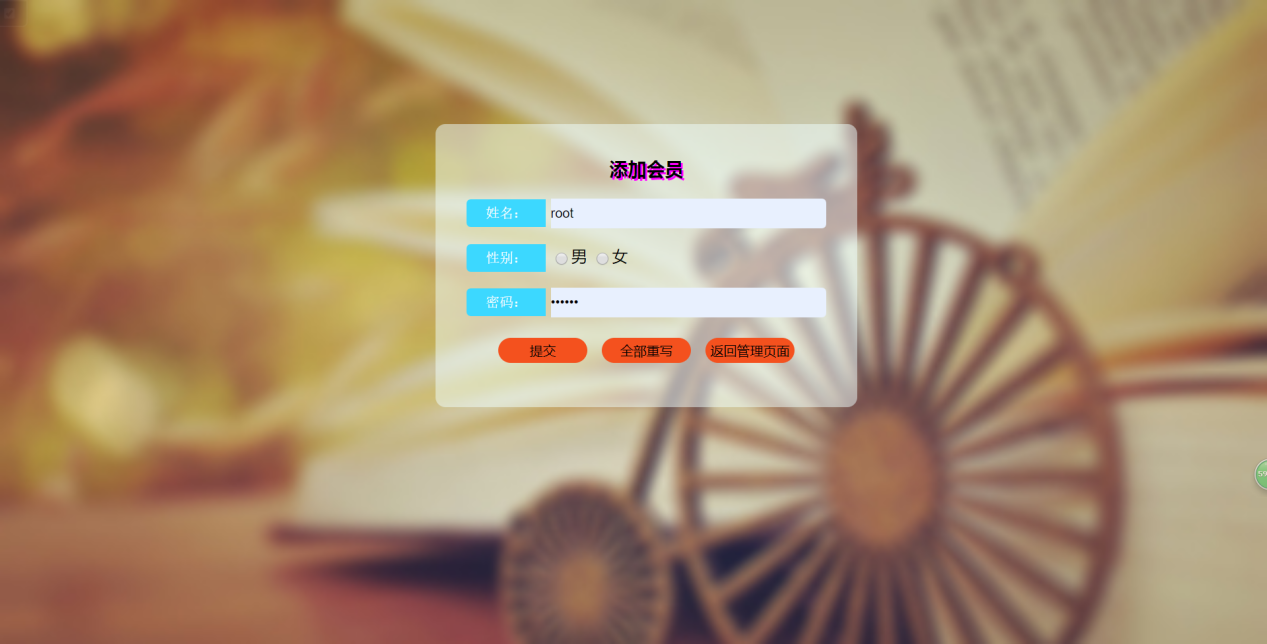 添加会员
姓名： root
性别： 男 女
密码： ••••••
提交 全部重写 返回管理页面